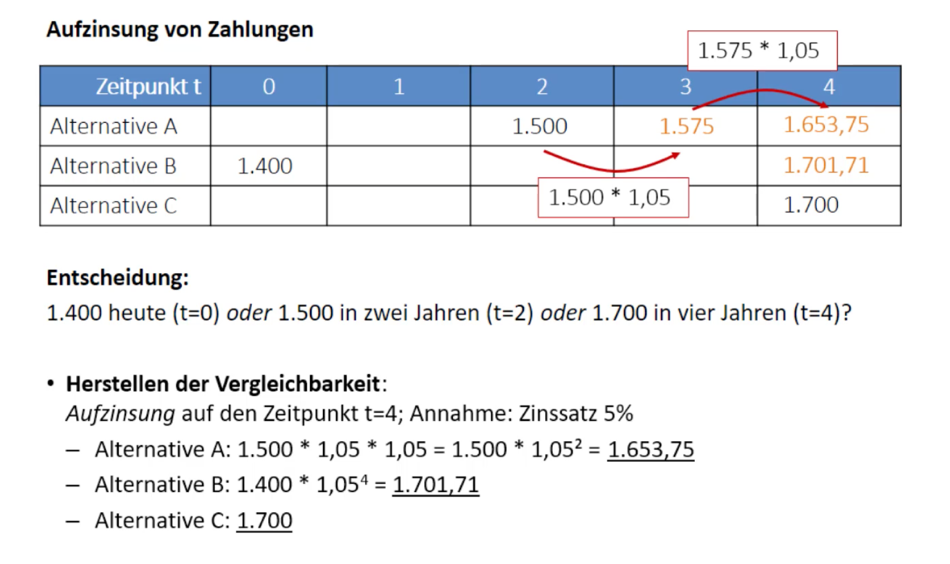 Aufzinsung von Zahlungen
1.575 * 1,05
Zeitpunkt t 0 1 2 3 4
Alternative A 1.500 1.575 1.653,75
Alternative B 1.400 1.701,71
1.500 * 1,05
Alternative C 1.700
Entscheidung:
1.400 heute (t=0) oder 1.500 in zwei Jahren (t=2) oder 1.700 in vier Jahren (t=4)?
• Herstellen der Vergleichbarkeit:
Aufzinsung auf den Zeitpunkt t=4; Annahme: Zinssatz 5%
– Alternative A: 1.500 * 1,05 * 1,05 = 1.500 * 1,05² = 1.653,75
– Alternative B: 1.400 * 1,05⁴ = 1.701,71
– Alternative C: 1.700